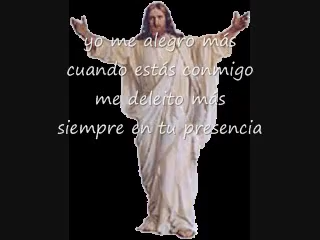 yo me alegro más
cuando estás conmigo
me deleito más
siempre en tu presencia